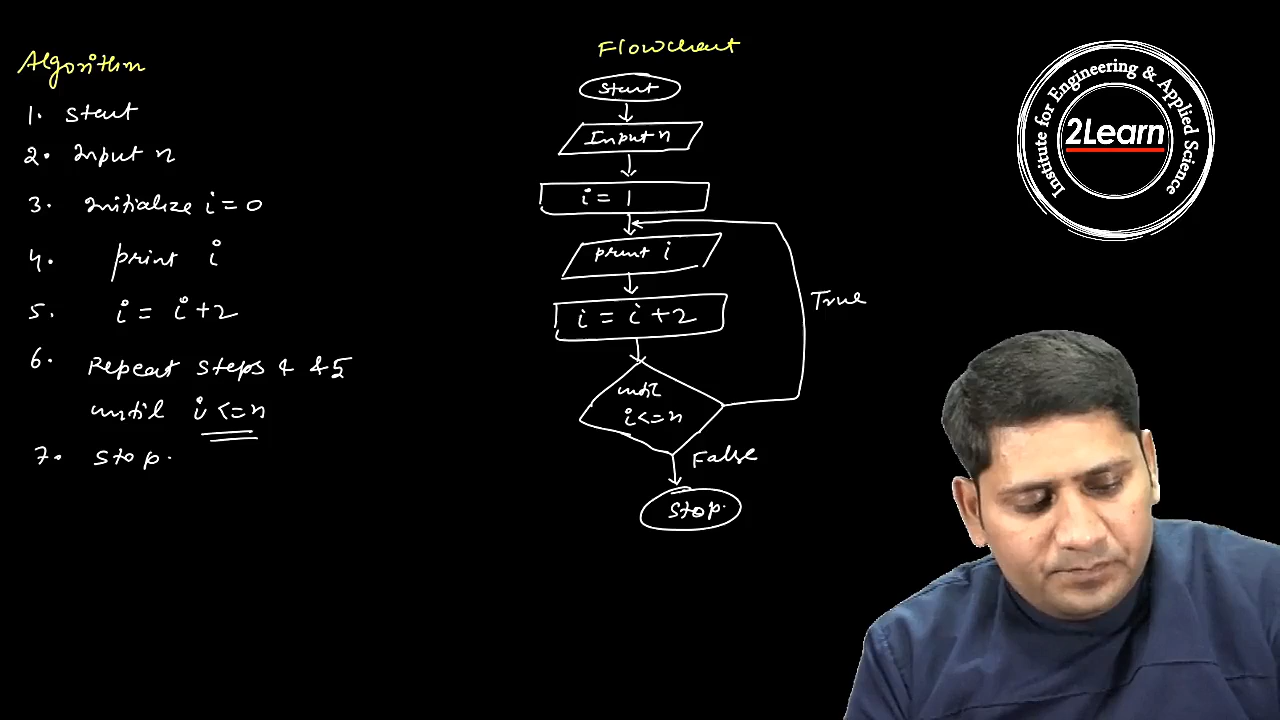 Algorithm
1. Start
2. Input n
3. Initialize i = 0
4. print i
5. i = i + 2
6. Repeat steps 4 & 5
until i <= n
7. Stop.
Flowchart
Start
Input n
i = 1
print i
i = i + 2
until
i <= n
True
False
Stop.
Institute for Engineering & Applied Science
2Learn